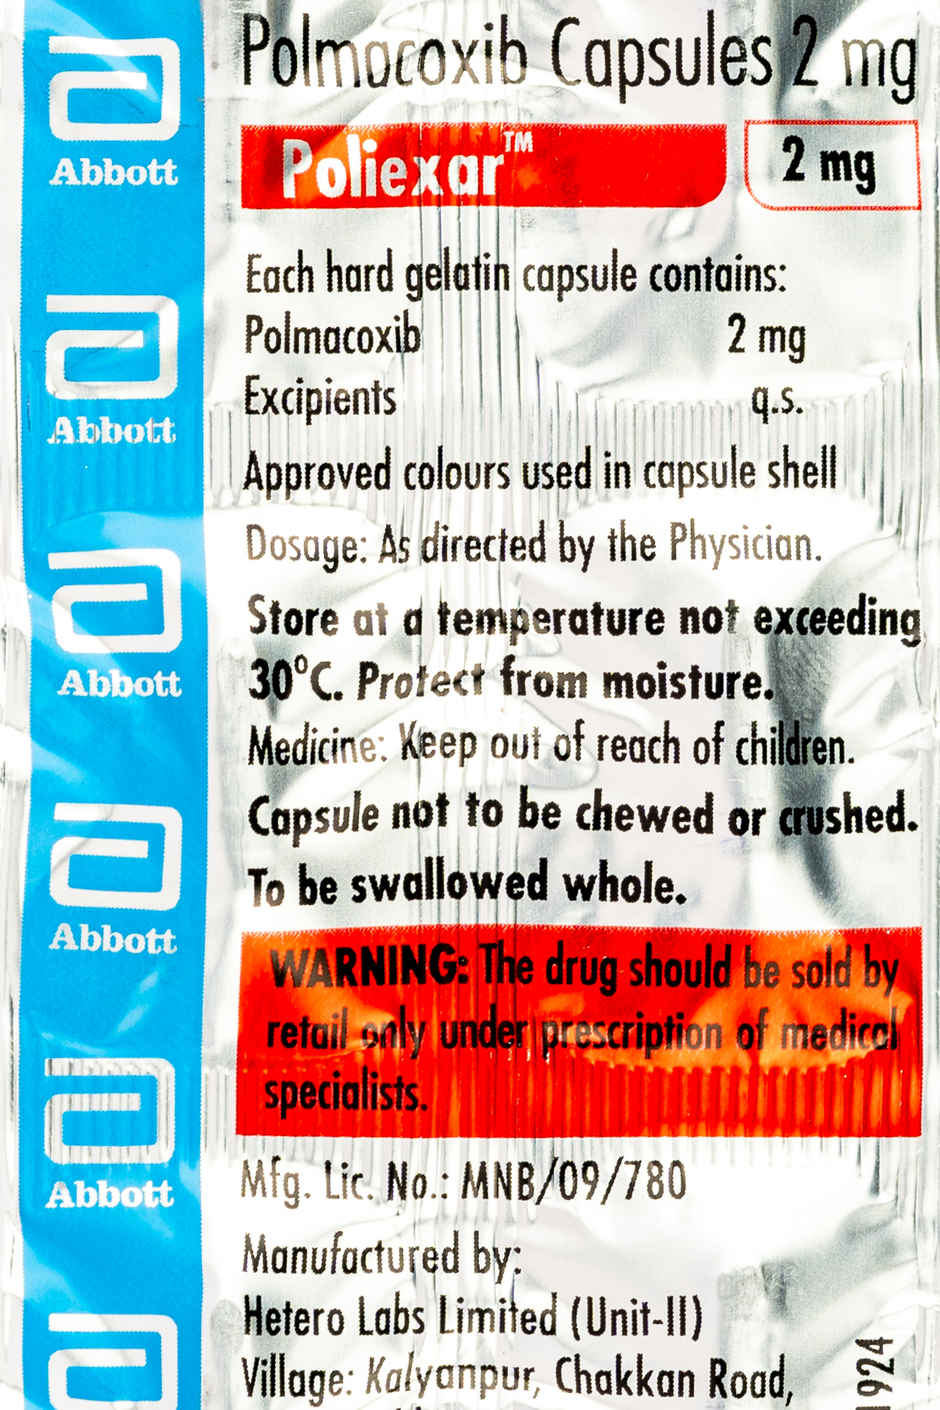 Polmacoxib Capsules 2 mg
Poliexar™
2 mg
Each hard gelatin capsule contains:
Polmacoxib 2 mg
Excipients q.s.
Approved colours used in capsule shell
Dosage: As directed by the Physician.
Store at a temperature not exceeding
30°C. Protect from moisture.
Medicine: Keep out of reach of children.
Capsule not to be chewed or crushed.
To be swallowed whole.
WARNING: The drug should be sold by
retail only under prescription of medical
specialists.
Mfg. Lic. No.: MNB/09/780
Manufactured by:
Hetero Labs Limited (Unit-II)
Village: Kalyanpur, Chakkan Road,
1924
Abbott
Abbott
Abbott
Abbott
Abbott